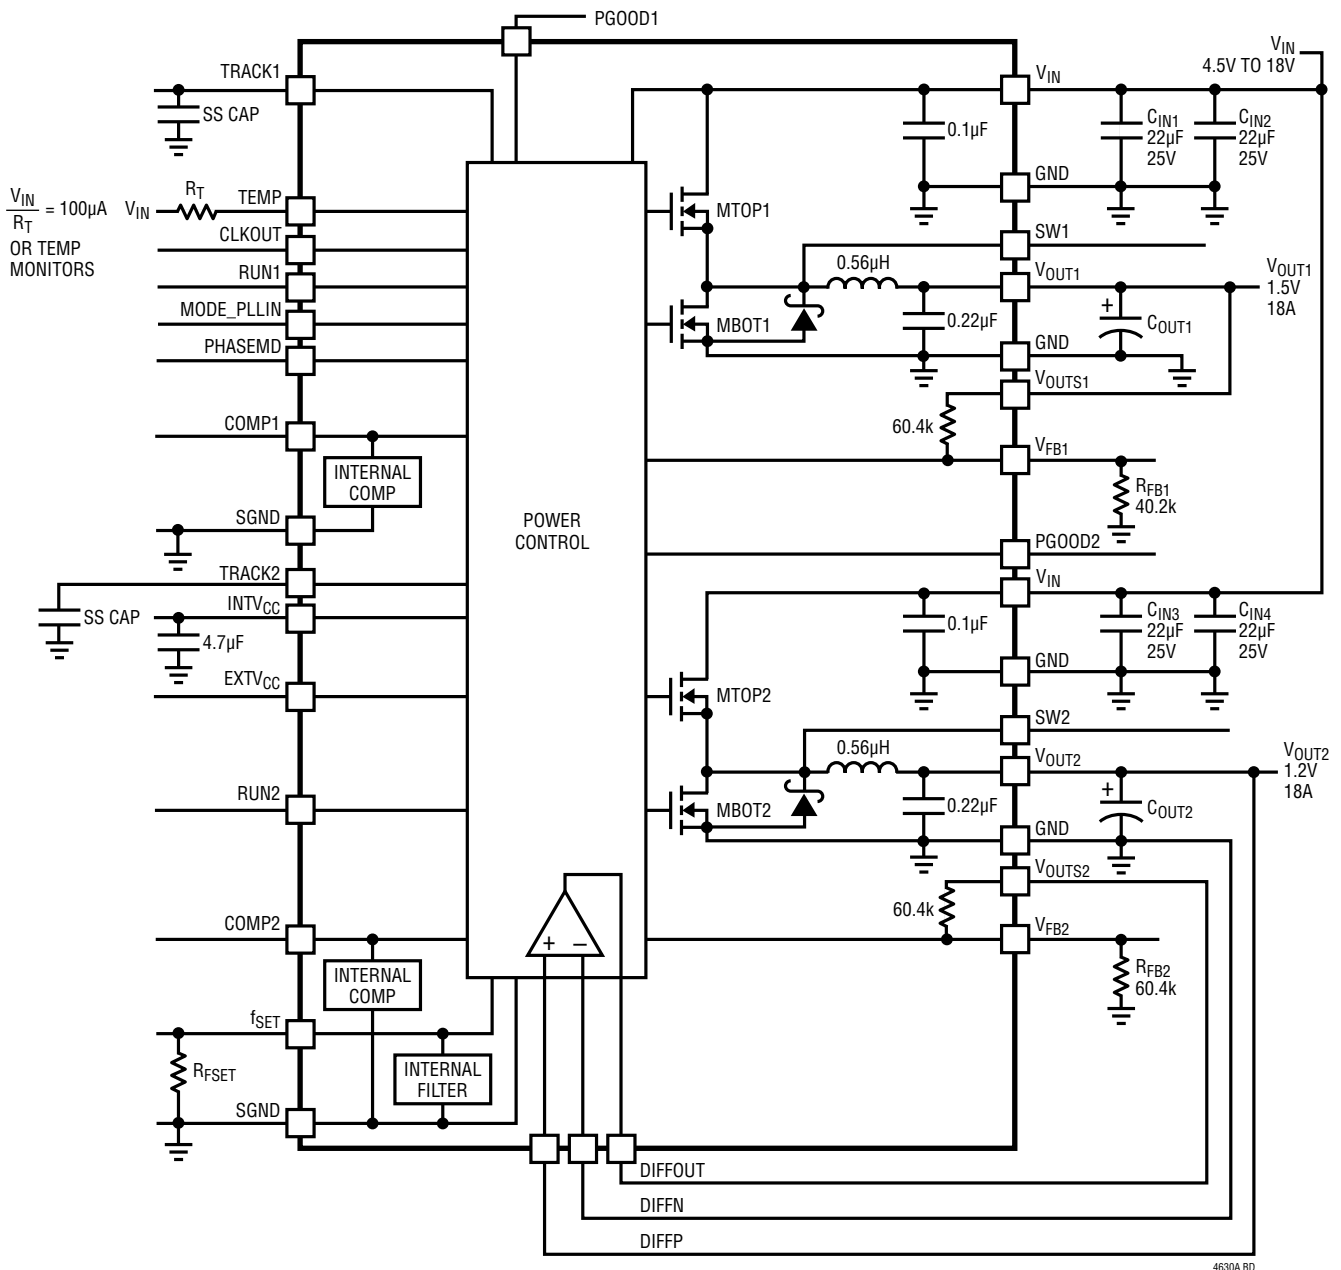 PGOOD1
TRACK1
SS CAP
V_IN
R_T
= 100µA
OR TEMP
MONITORS
V_IN
R_T
TEMP
CLKOUT
RUN1
MODE_PLLIN
PHASEMD
COMP1
INTERNAL
COMP
SGND
TRACK2
SS CAP
INTV_CC
4.7µF
EXTV_CC
RUN2
COMP2
INTERNAL
COMP
f_SET
R_FSET
INTERNAL
FILTER
SGND
POWER
CONTROL
+
–
V_IN
4.5V TO 18V
V_IN
0.1µF
C_IN1
22µF
25V
C_IN2
22µF
25V
GND
MTOP1
SW1
0.56µH
V_OUT1
V_OUT1
1.5V
18A
MBOT1
0.22µF
+
C_OUT1
GND
V_OUTS1
60.4k
V_FB1
R_FB1
40.2k
PGOOD2
V_IN
0.1µF
C_IN3
22µF
25V
C_IN4
22µF
25V
GND
MTOP2
SW2
0.56µH
V_OUT2
V_OUT2
1.2V
18A
MBOT2
0.22µF
+
C_OUT2
GND
V_OUTS2
60.4k
V_FB2
R_FB2
60.4k
DIFFOUT
DIFFN
DIFFP
4630A BD